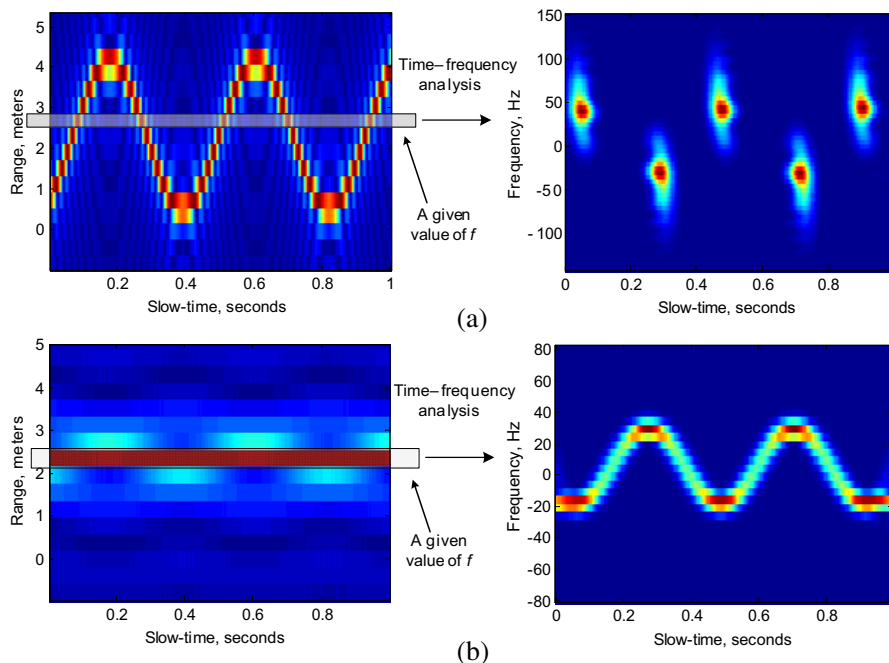 5
4
3
2
1
0
Range, meters
0.2
0.4
0.6
0.8
1
Slow-time, seconds
Time–frequency
analysis
A given
value of f
150
100
50
0
-50
- 100
Frequency, Hz
0
0.2
0.4
0.6
0.8
Slow-time, seconds
(a)
5
4
3
2
1
0
Range, meters
0.2
0.4
0.6
0.8
Slow-time, seconds
Time–frequency
analysis
A given
value of f
80
60
40
20
0
-20
-40
-60
-80
Frequency, Hz
0
0.2
0.4
0.6
0.8
Slow-time, seconds
(b)